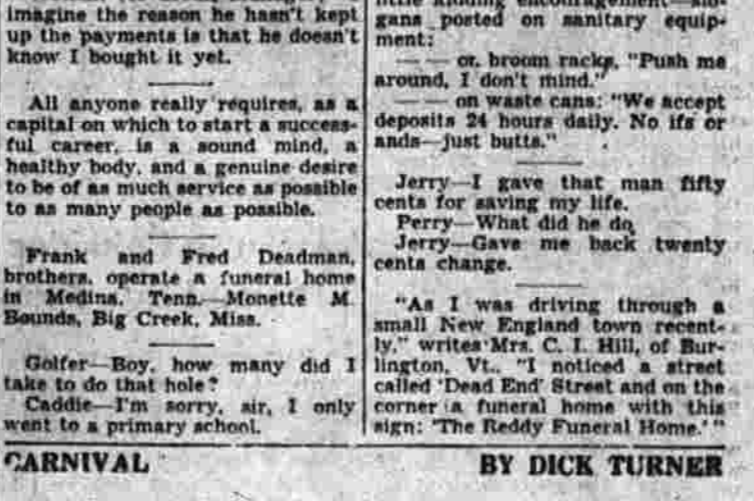 imagine the reason he hasn't kept
up the payments is that he doesn't
know I bought it yet.
All anyone really requires, as a
capital on which to start a success-
ful career, is a sound mind, a
healthy body, and a genuine desire
to be of as much service as possible
to as many people as possible.
Frank and Fred Deadman,
brothers, operate a funeral home
in Medina, Tenn.—Monette M
Bounds, Big Creek, Miss.
Golfer—Boy, how many did I
take to do that hole?
Caddie—I'm sorry, sir, I only
went to a primary school.
little kidding encouragement—slo-
gans posted on sanitary equip-
ment:
—— or. broom racks, "Push me
around, I don't mind."
—— on waste cans: "We accept
deposits 24 hours daily. No ifs or
ands—just butts."
Jerry—I gave that man fifty
cents for saving my life.
Perry—What did he do
Jerry—Gave me back twenty
cents change.
"As I was driving through a
small New England town recent-
ly," writes Mrs. C. I. Hill, of Bur-
lington, Vt., "I noticed a street
called 'Dead End' Street and on the
corner a funeral home with this
sign: 'The Reddy Funeral Home.'"
CARNIVAL BY DICK TURNER